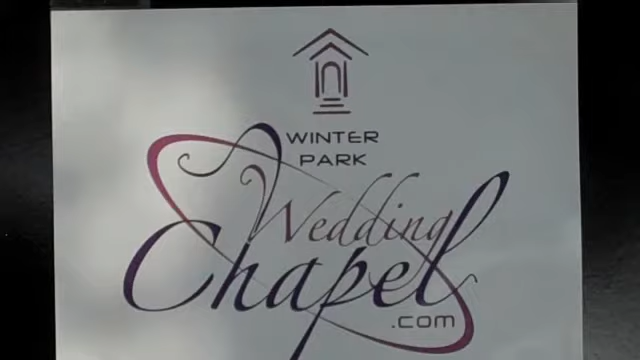 WINTER
PARK
Wedding
Chapel
.com